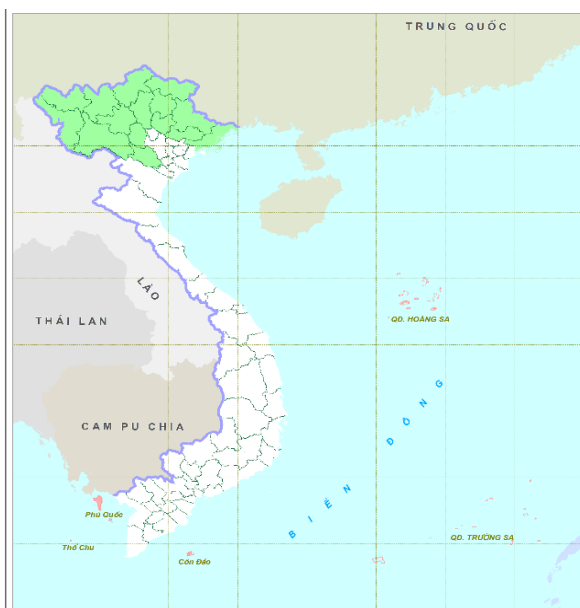 TRUNG QUỐC
LÀO
THÁI LAN
QĐ. HOÀNG SA
CAM PU CHIA
BIỂN ĐÔNG
Phú Quốc
Thổ Chu
Côn Đảo
QĐ. TRƯỜNG SA